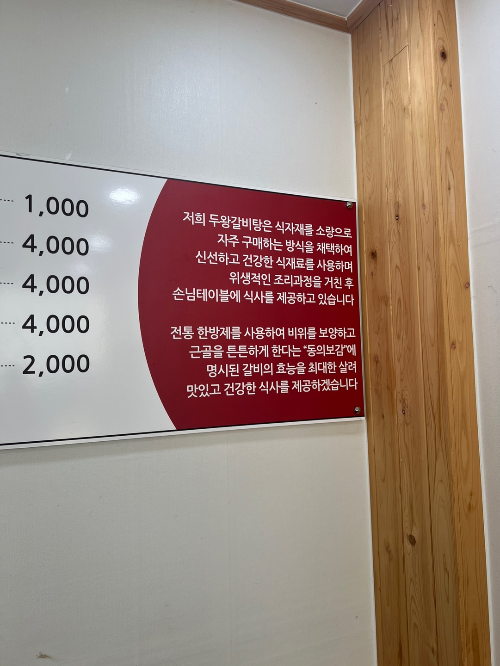 1,000
4,000
4,000
4,000
2,000
저희 두왕갈비탕은 식자재를 소량으로
자주 구매하는 방식을 채택하여
신선하고 건강한 식재료를 사용하며
위생적인 조리과정을 거친 후
손님테이블에 식사를 제공하고 있습니다
전통 한방제를 사용하여 비위를 보양하고
근골을 튼튼하게 한다는 "동의보감"에
명시된 갈비의 효능을 최대한 살려
맛있고 건강한 식사를 제공하겠습니다